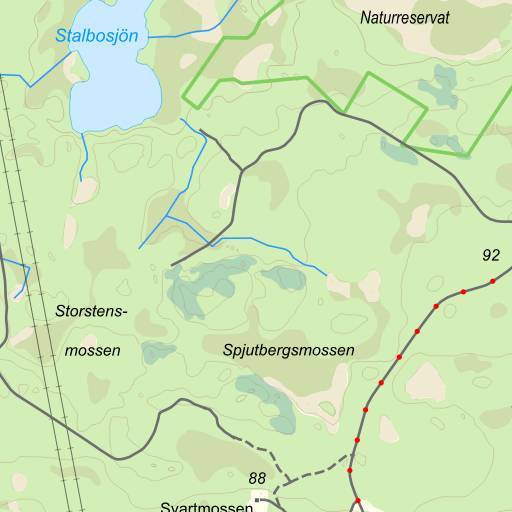 Naturreservat
Stalbosjön
92
Storstens-
mossen
Spjutbergsmossen
88
Svartmossen